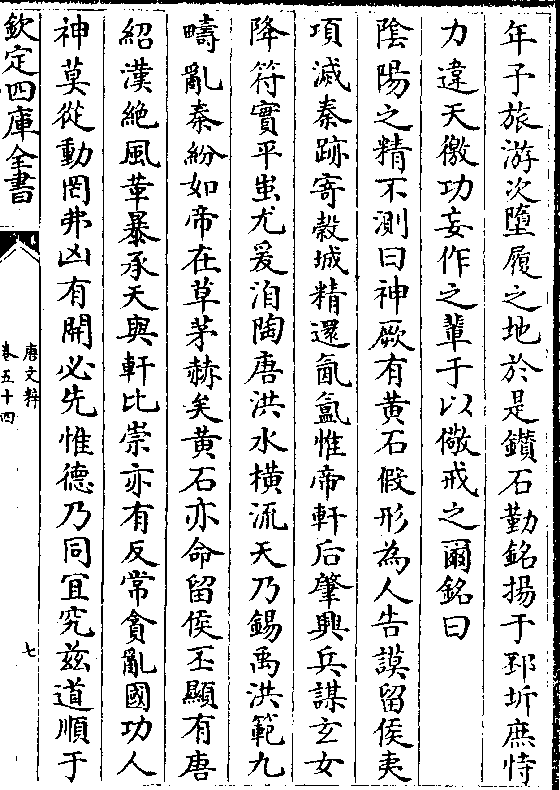 年子旅游次墮履之地於是鑽石勤銘揚于邳圻庶恃
力違天徼功妄作之輩于以儆戒之爾銘曰
陰陽之精不測曰神厥有黄石假形為人告謨留侯夷
項滅秦跡寄榖城精還氤氲惟帝軒后肇興兵謀玄女
降符實平蚩尤爰洎陶唐洪水横流天乃錫禹洪範九
疇亂秦紛如帝在草茅赫矣黄石亦命留侯丕顯有唐
紹漢絶風革暴承天與軒比崇亦有反常貪亂國功人
神莫從動罔弗凶有開必先惟德乃同宜究兹道順于
欽定四庫全書
唐文粹
卷五十四
七